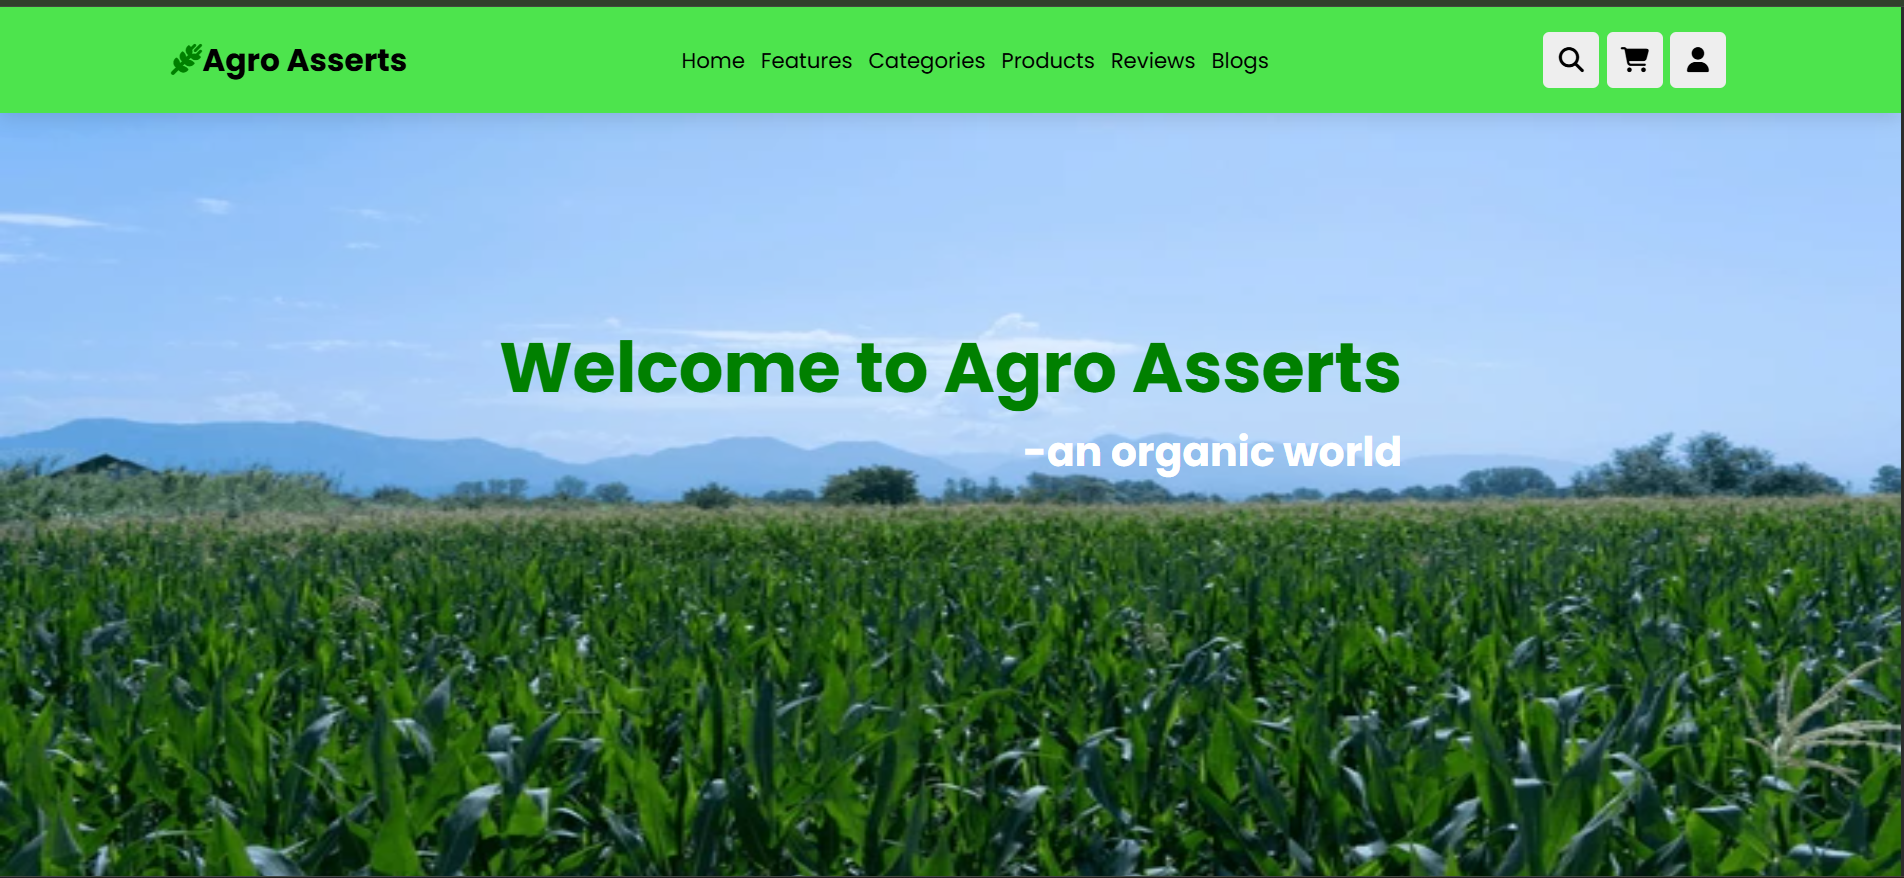 Agro Asserts
Home Features Categories Products Reviews Blogs
Welcome to Agro Asserts
-an organic world